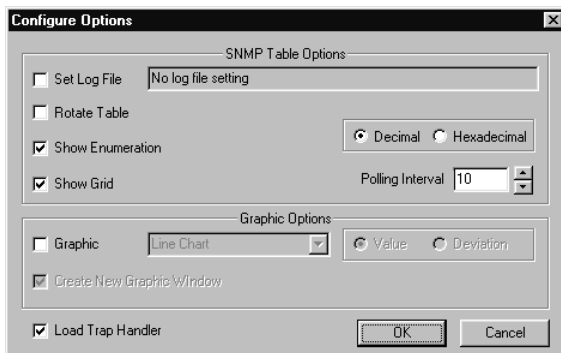 Configure Options
SNMP Table Options
Set Log File No log file setting
Rotate Table
Decimal Hexadecimal
Show Enumeration
Show Grid Polling Interval 10
Graphic Options
Graphic Line Chart Value Deviation
Create New Graphic Window
Load Trap Handler OK Cancel